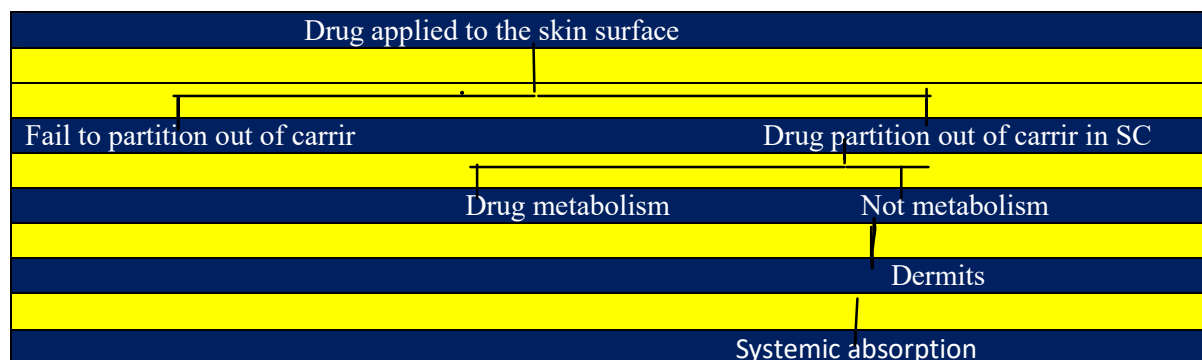 Drug applied to the skin surface
Fail to partition out of carrir
Drug partition out of carrir in SC
Drug metabolism
Not metabolism
Dermits
Systemic absorption